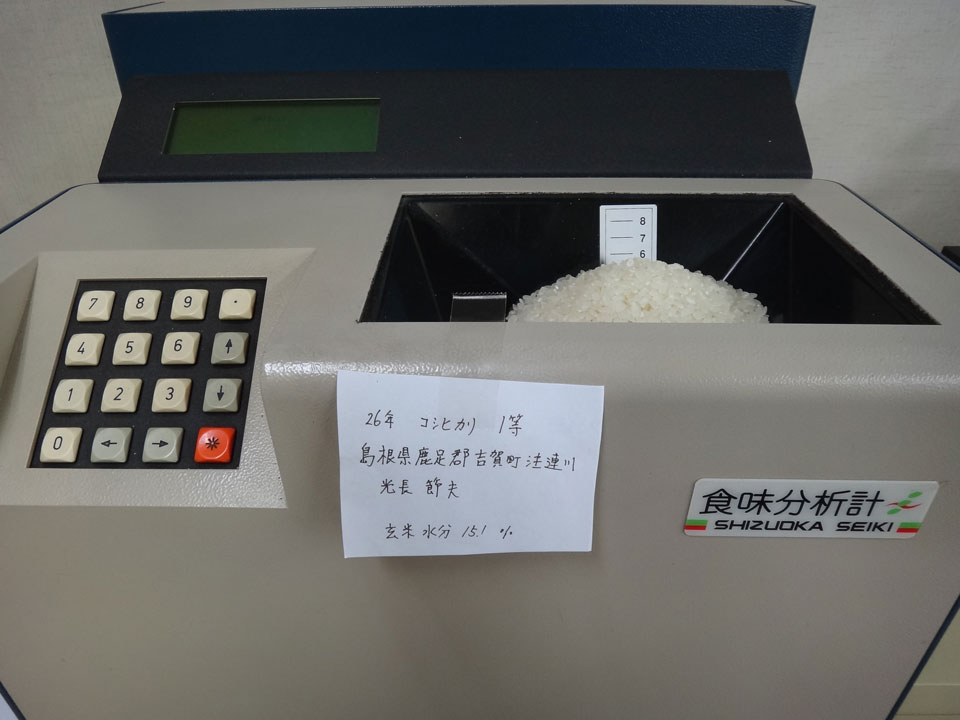 8
7
6
7 8 9 ·
4 5 6 ↑
1 2 3 ↓
0 ← → *
26年 コシヒカリ 1等
島根県鹿足郡吉賀町注連川
光長 節夫
玄米 水分 15.1 %
食味分析計
SHIZUOKA SEIKI